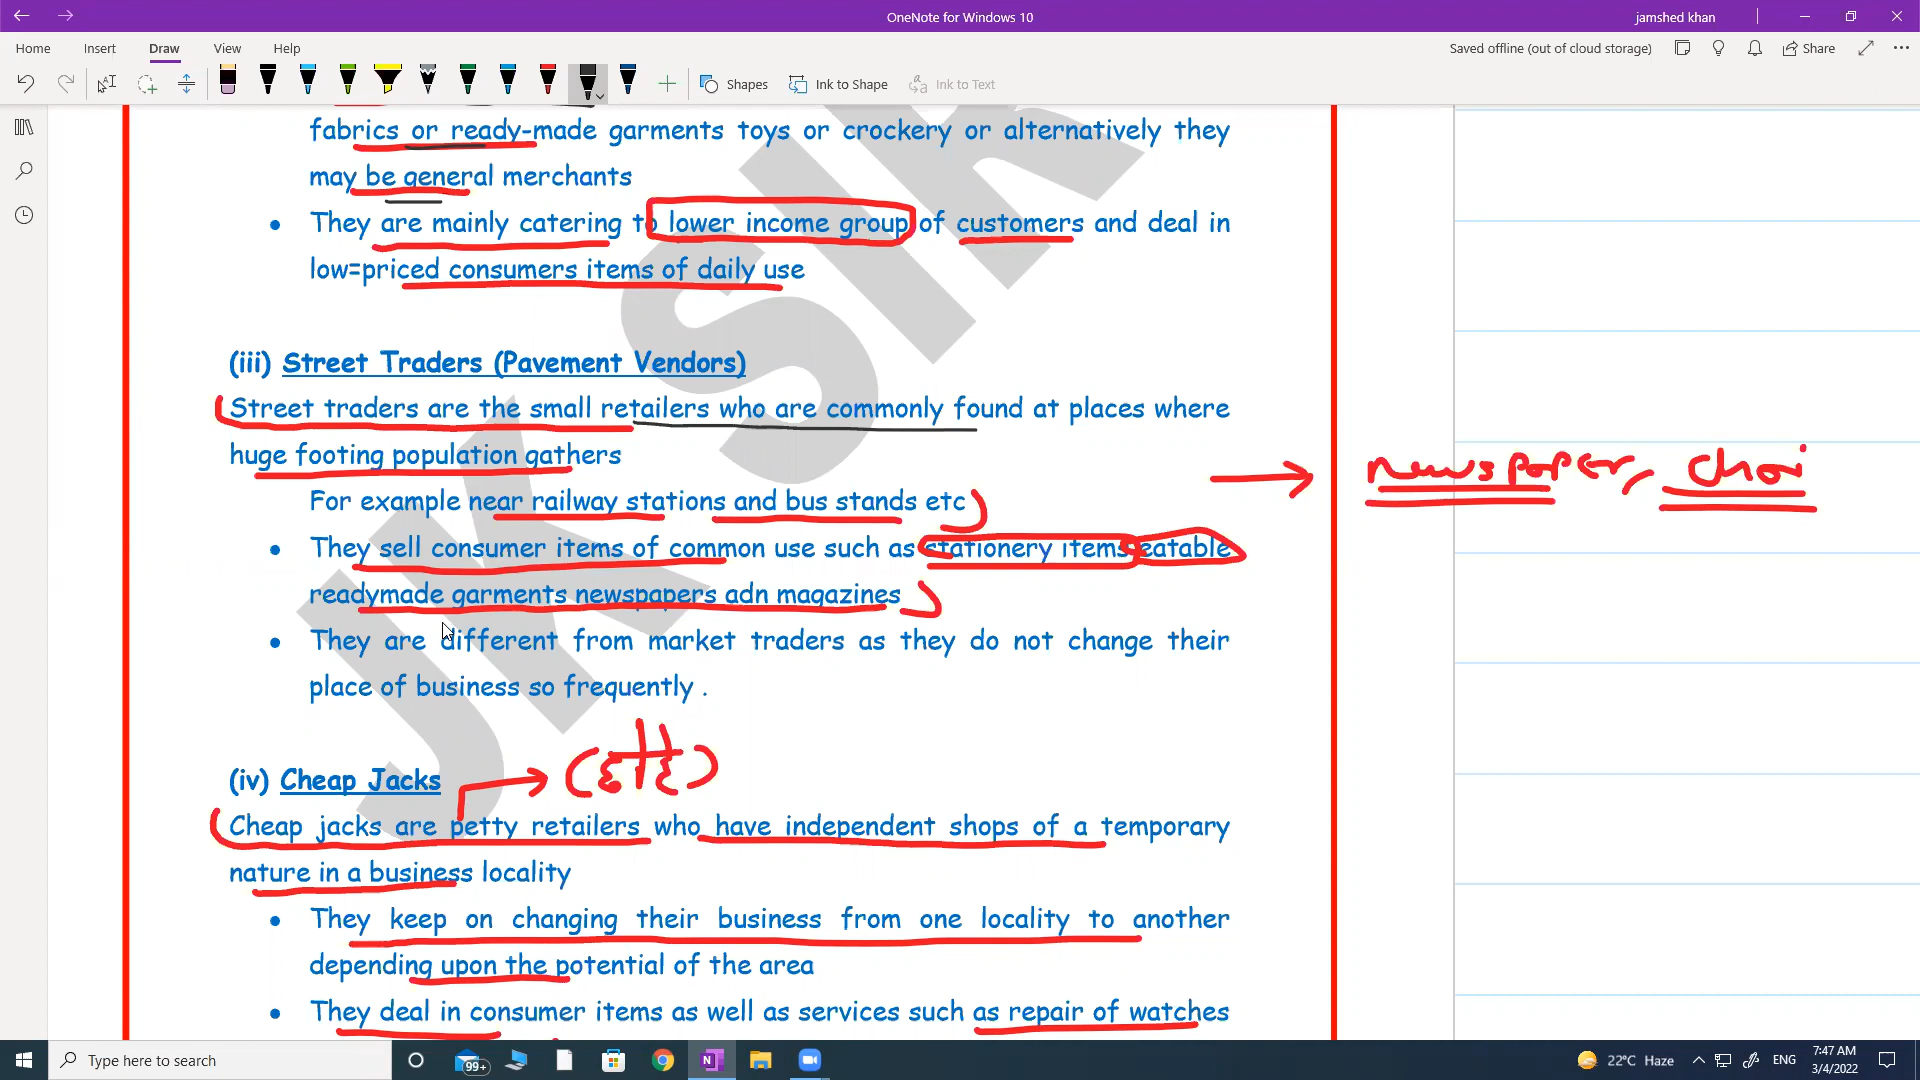 OneNote for Windows 10
jamshed khan
Home Insert Draw View Help
Saved offline (out of cloud storage)
Share
Shapes
Ink to Shape
Ink to Text
fabrics or ready-made garments toys or crockery or alternatively they
may be general merchants
They are mainly catering to lower income group of customers and deal in
low=priced consumers items of daily use
(iii) Street Traders (Pavement Vendors)
Street traders are the small retailers who are commonly found at places where
huge footing population gathers
For example near railway stations and bus stands etc
newspaper, chai
They sell consumer items of common use such as stationery items eatable
readymade garments newspapers adn magazines
They are different from market traders as they do not change their
place of business so frequently .
(iv) Cheap Jacks
Cheap jacks are petty retailers who have independent shops of a temporary
nature in a business locality
They keep on changing their business from one locality to another
depending upon the potential of the area
They deal in consumer items as well as services such as repair of watches
JK SIR
Type here to search
99+
22°C Haze
ENG
7:47 AM
3/4/2022